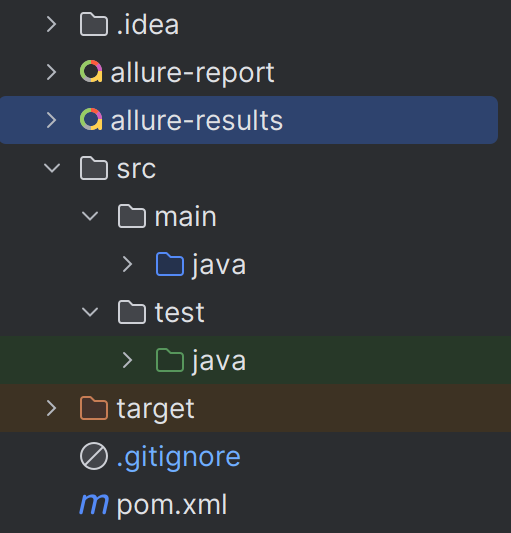 .idea
allure-report
allure-results
src
main
java
test
java
target
.gitignore
pom.xml